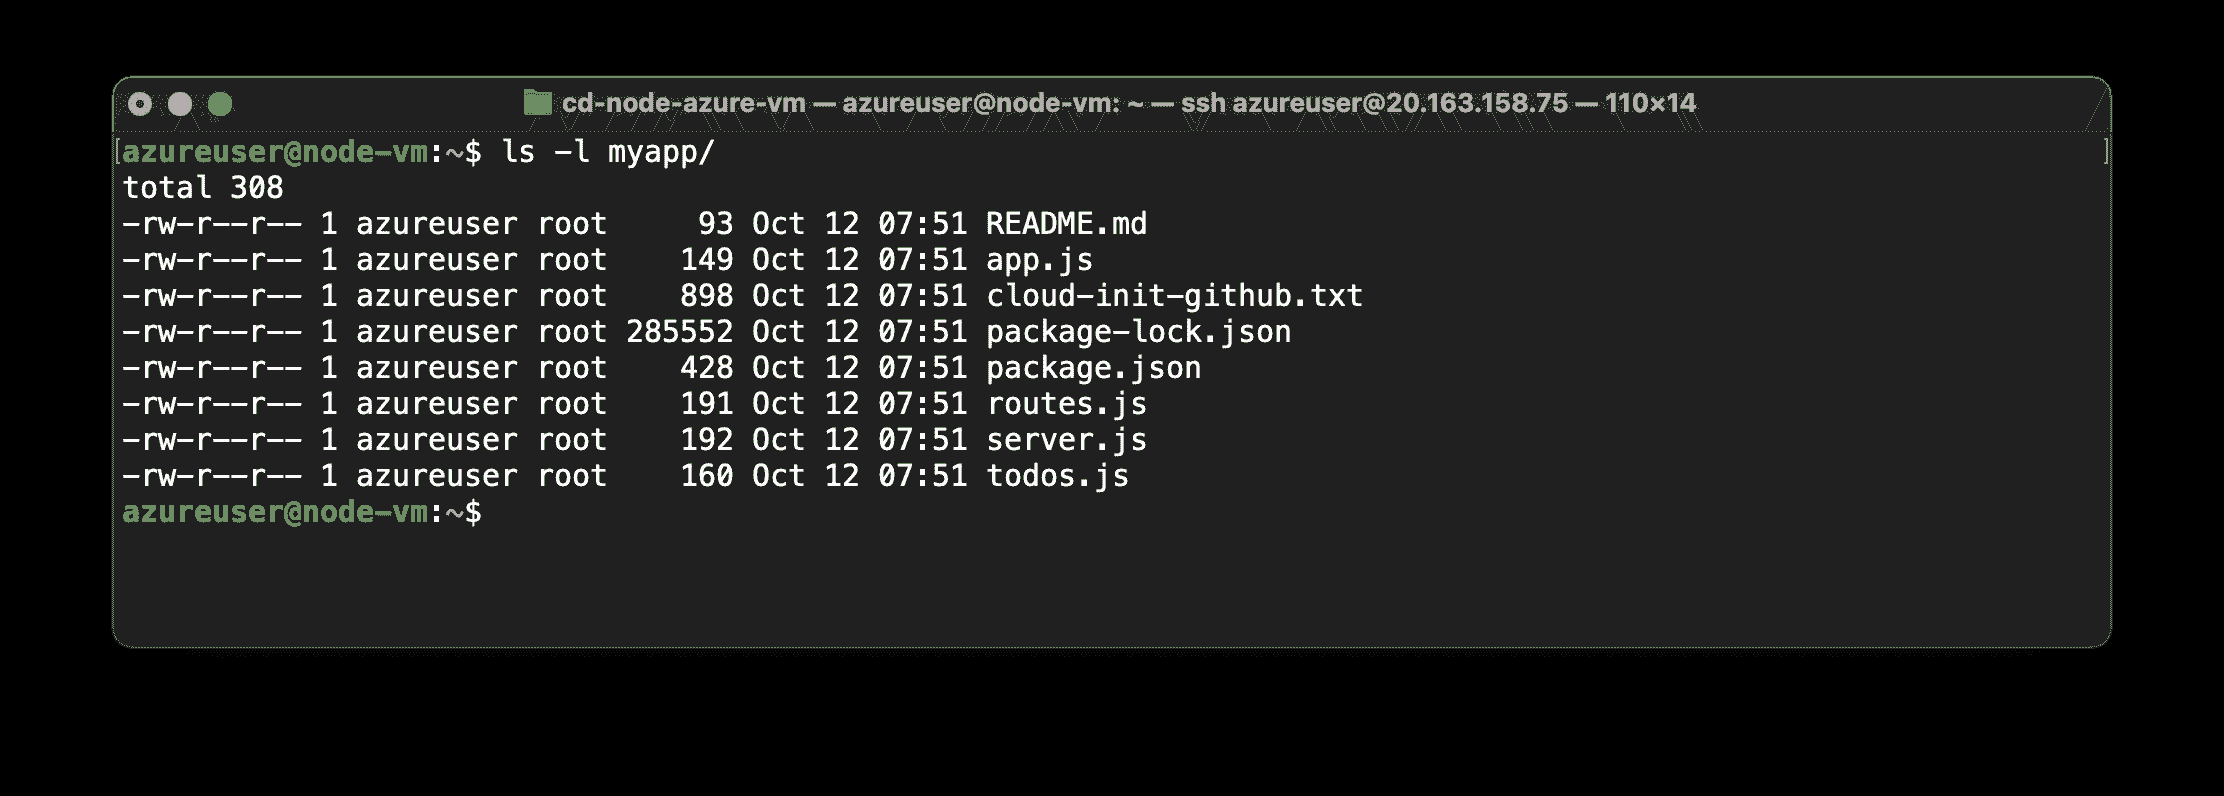 cd-node-azure-vm — azureuser@node-vm: ~ — ssh azureuser@20.163.158.75 — 110×14
[azureuser@node-vm:~$ ls -l myapp/ ]
total 308
-rw-r--r-- 1 azureuser root     93 Oct 12 07:51 README.md
-rw-r--r-- 1 azureuser root    149 Oct 12 07:51 app.js
-rw-r--r-- 1 azureuser root    898 Oct 12 07:51 cloud-init-github.txt
-rw-r--r-- 1 azureuser root 285552 Oct 12 07:51 package-lock.json
-rw-r--r-- 1 azureuser root    428 Oct 12 07:51 package.json
-rw-r--r-- 1 azureuser root    191 Oct 12 07:51 routes.js
-rw-r--r-- 1 azureuser root    192 Oct 12 07:51 server.js
-rw-r--r-- 1 azureuser root    160 Oct 12 07:51 todos.js
azureuser@node-vm:~$